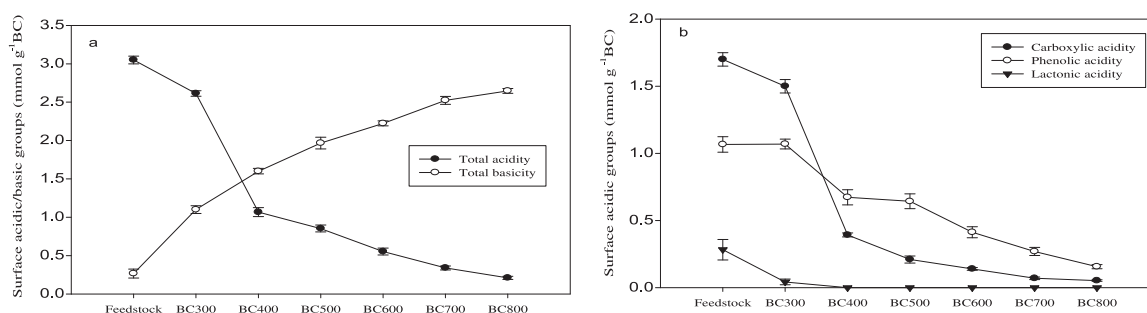 a
Surface acidic/basic groups (mmol g⁻¹BC)
3.5
3.0
2.5
2.0
1.5
1.0
0.5
0.0
Total acidity
Total basicity
Feedstock BC300 BC400 BC500 BC600 BC700 BC800
b
Surface acidic groups (mmol g⁻¹BC)
2.0
1.5
1.0
0.5
0.0
Carboxylic acidity
Phenolic acidity
Lactonic acidity
Feedstock BC300 BC400 BC500 BC600 BC700 BC800